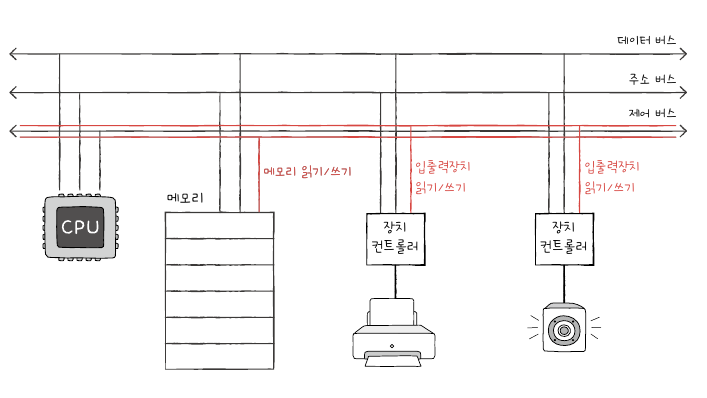 데이터 버스
주소 버스
제어 버스
메모리 읽기/쓰기
입출력장치
읽기/쓰기
입출력장치
읽기/쓰기
메모리
CPU
장치
컨트롤러
장치
컨트롤러